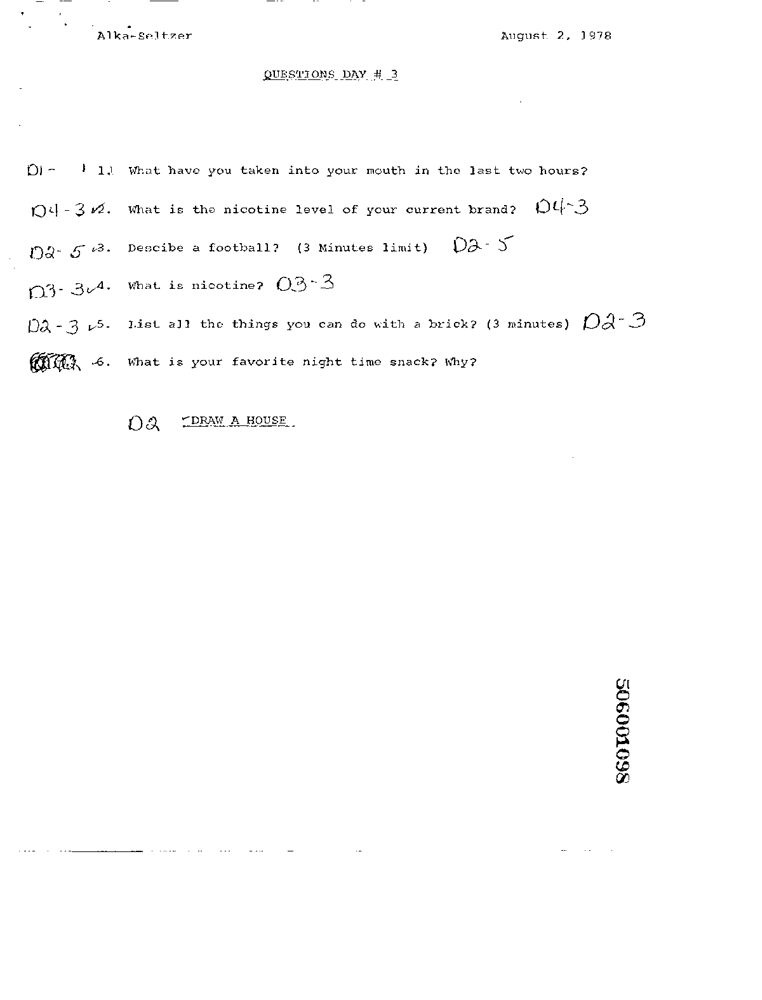 Alka-Seltzer August 2, 1978
QUESTIONS DAY # 3
D1- 1 1. What have you taken into your mouth in the last two hours?
D4-3 2. What is the nicotine level of your current brand? D4-3
D2-5 3. Descibe a football? (3 Minutes limit) D2-5
D3-3 4. What is nicotine? D3-3
D2-3 5. List all the things you can do with a brick? (3 minutes) D2-3
6. What is your favorite night time snack? Why?
D2 DRAW A HOUSE
506001098